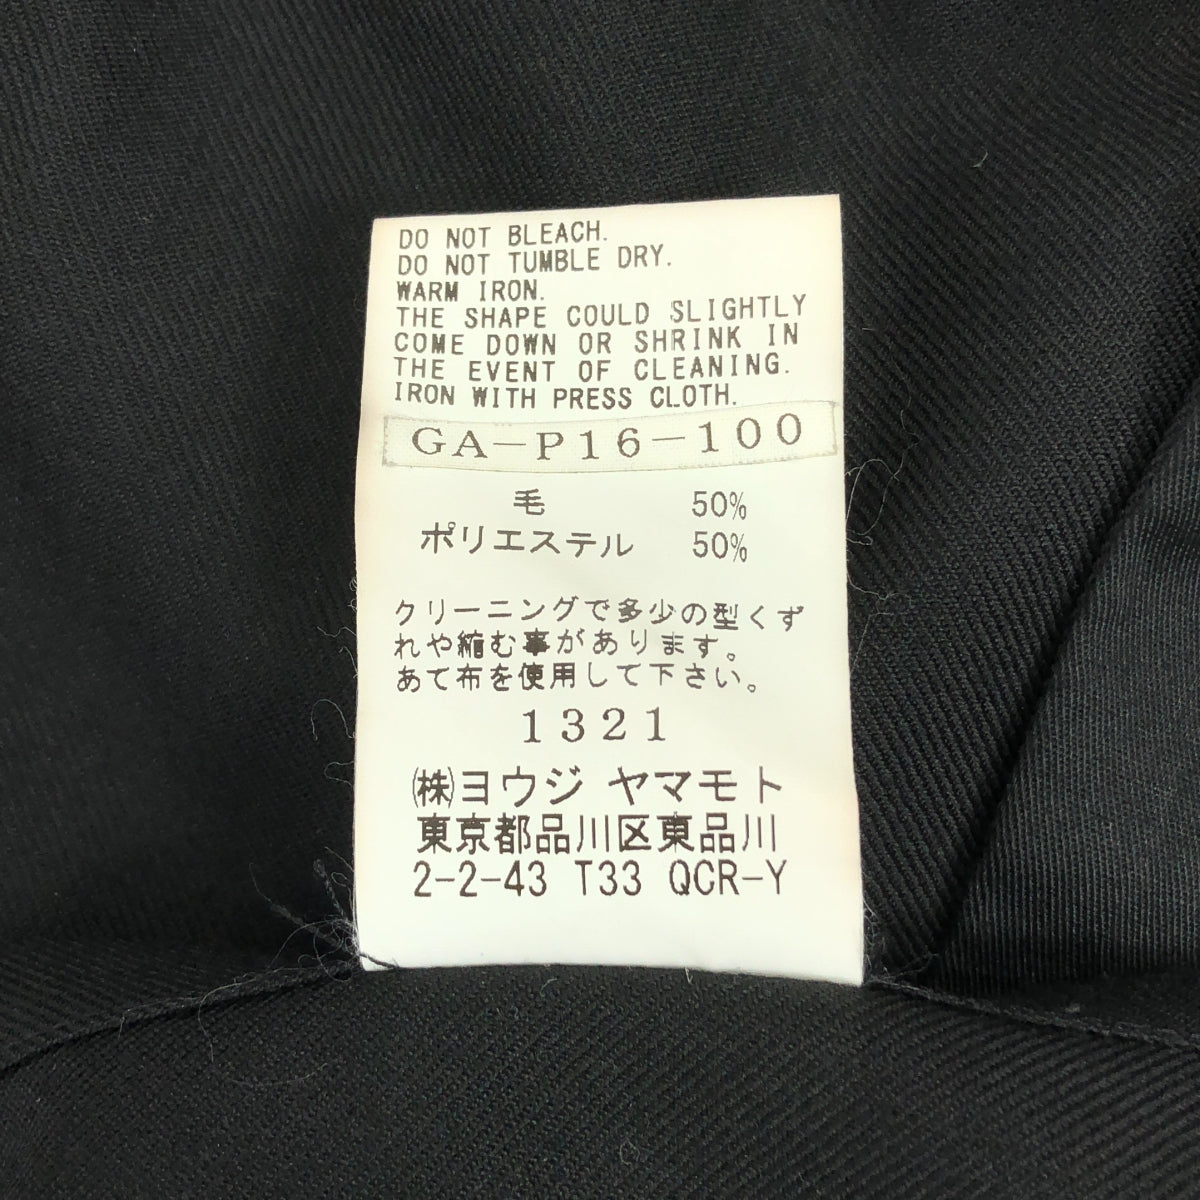 DO NOT BLEACH.
DO NOT TUMBLE DRY.
WARM IRON.
THE SHAPE COULD SLIGHTLY
COME DOWN OR SHRINK IN
THE EVENT OF CLEANING.
IRON WITH PRESS CLOTH.
GA-P16-100
毛 50%
ポリエステル 50%
クリーニングで多少の型くず
れや縮む事があります。
あて布を使用して下さい。
1321
㈱ヨウジ ヤマモト
東京都品川区東品川
2-2-43 T33 QCR-Y